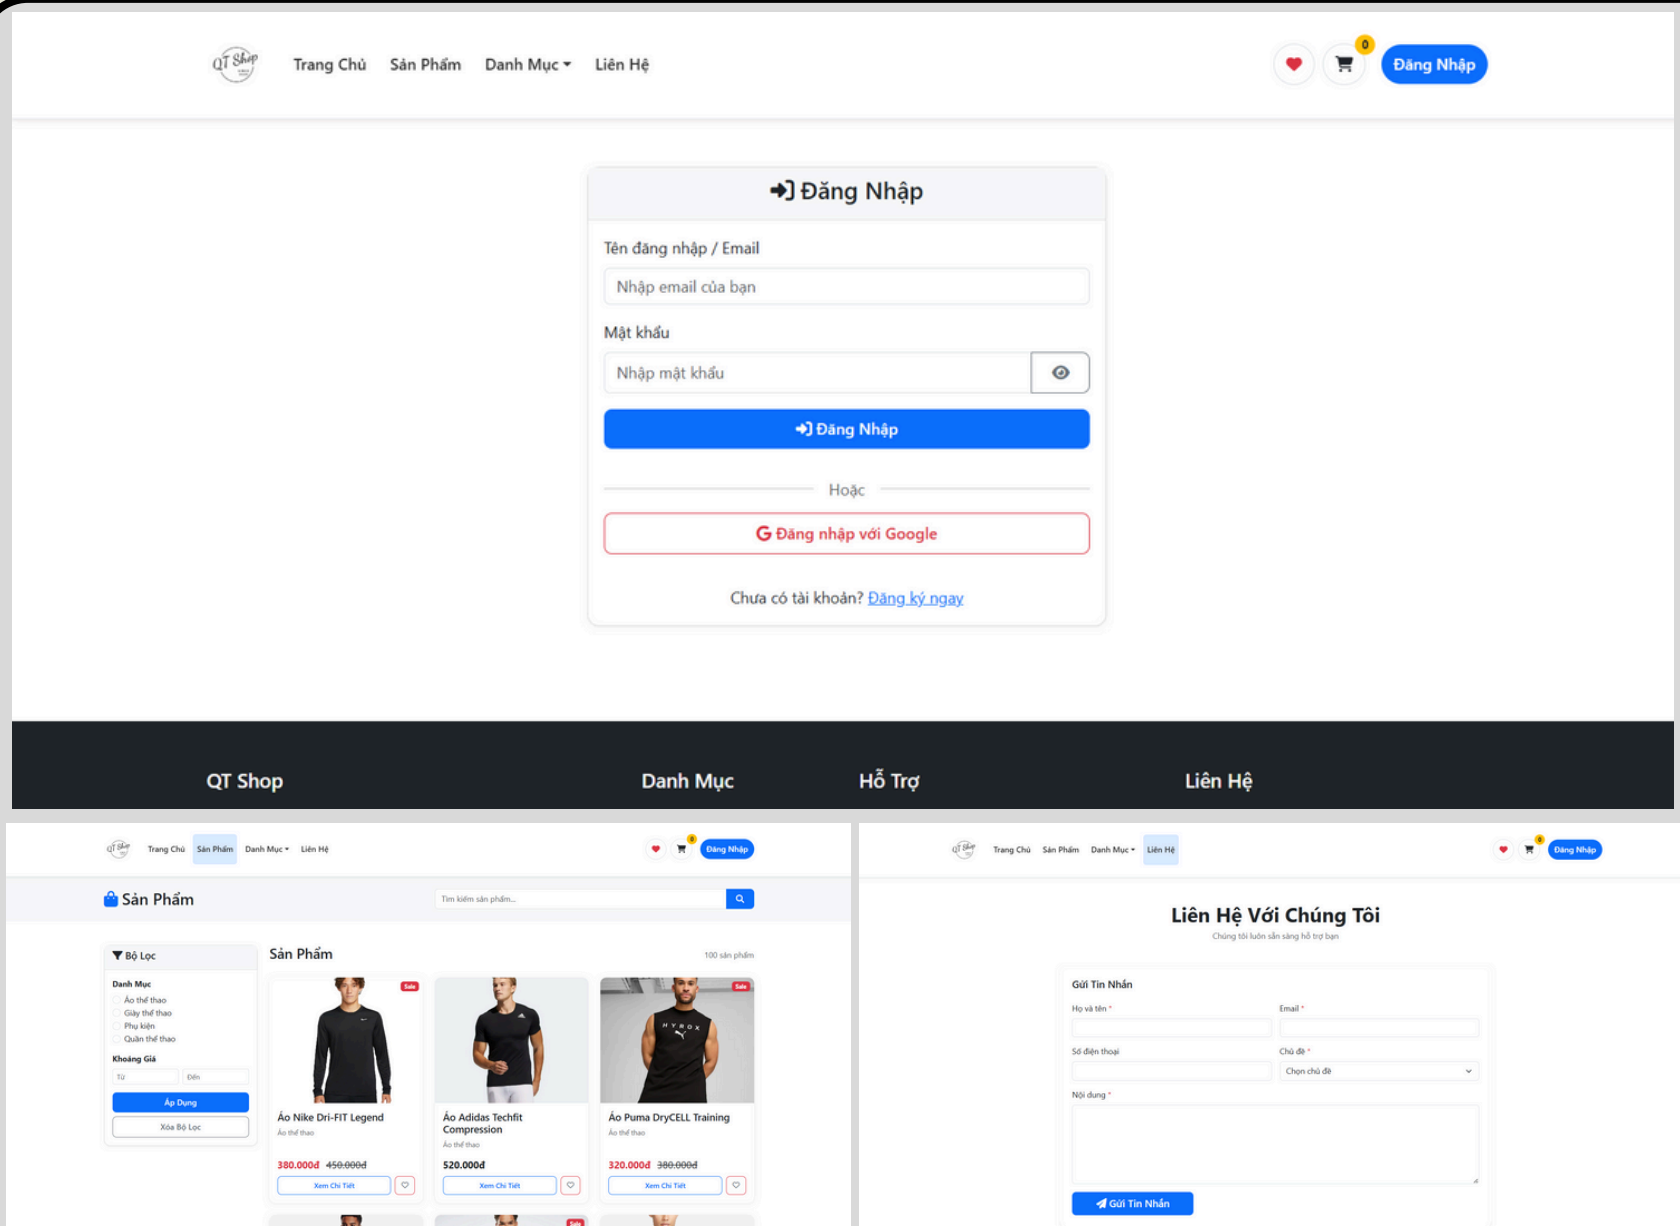 QT Shop
Trang Chủ Sản Phẩm Danh Mục Liên Hệ
0
Đăng Nhập
Đăng Nhập
Tên đăng nhập / Email
Nhập email của bạn
Mật khẩu
Nhập mật khẩu
Đăng Nhập
Hoặc
G Đăng nhập với Google
Chưa có tài khoản? Đăng ký ngay
QT Shop Danh Mục Hỗ Trợ Liên Hệ
QT Shop
Trang Chủ Sản Phẩm Danh Mục Liên Hệ
0
Đăng Nhập
Sản Phẩm
Tìm kiếm sản phẩm...
Bộ Lọc
Danh Mục
Áo thể thao
Giày thể thao
Phụ kiện
Quần thể thao
Khoảng Giá
Từ Đến
Áp Dụng
Xóa Bộ Lọc
Sản Phẩm
100 sản phẩm
Sale
Áo Nike Dri-FIT Legend
Áo thể thao
380.000đ 450.000đ
Xem Chi Tiết
Áo Adidas Techfit
Compression
Áo thể thao
520.000đ
Xem Chi Tiết
Sale
HYROX
Áo Puma DryCELL Training
Áo thể thao
320.000đ 380.000đ
Xem Chi Tiết
Sale
QT Shop
Trang Chủ Sản Phẩm Danh Mục Liên Hệ
0
Đăng Nhập
Liên Hệ Với Chúng Tôi
Chúng tôi luôn sẵn sàng hỗ trợ bạn
Gửi Tin Nhắn
Họ và tên *
Email *
Số điện thoại
Chủ đề *
Chọn chủ đề
Nội dung *
Gửi Tin Nhắn